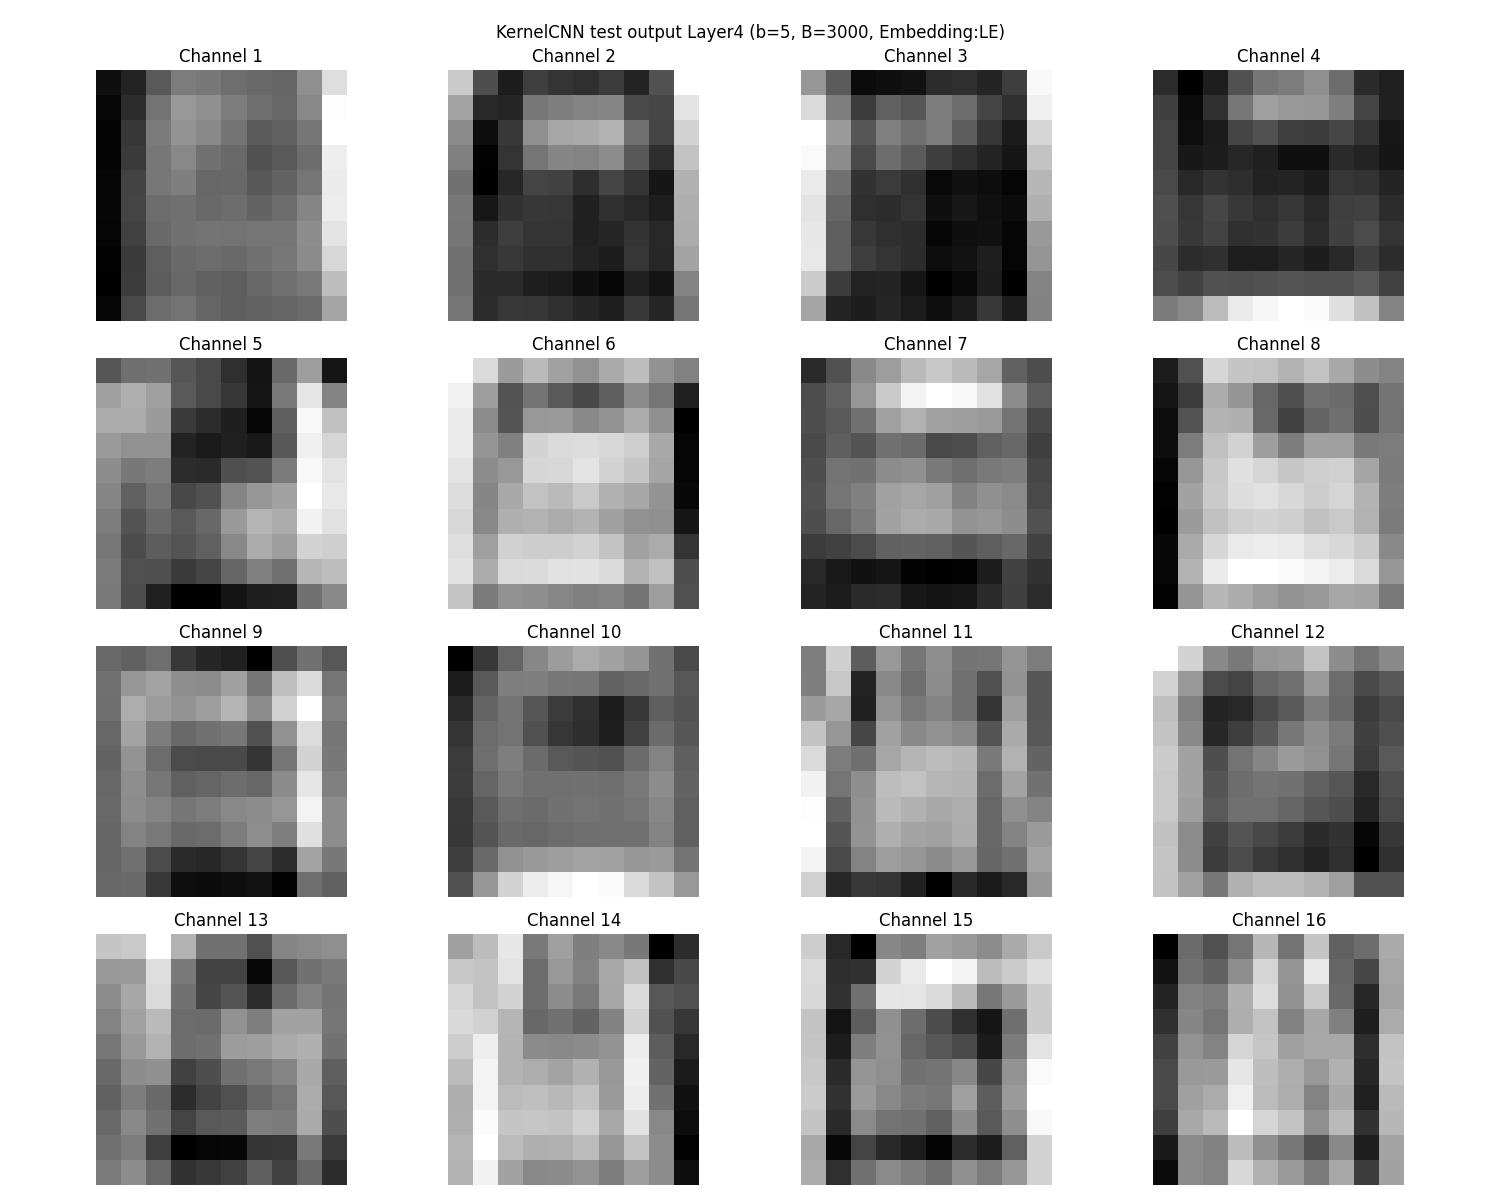 KernelCNN test output Layer4 (b=5, B=3000, Embedding:LE)
Channel 1
Channel 2
Channel 3
Channel 4
Channel 5
Channel 6
Channel 7
Channel 8
Channel 9
Channel 10
Channel 11
Channel 12
Channel 13
Channel 14
Channel 15
Channel 16